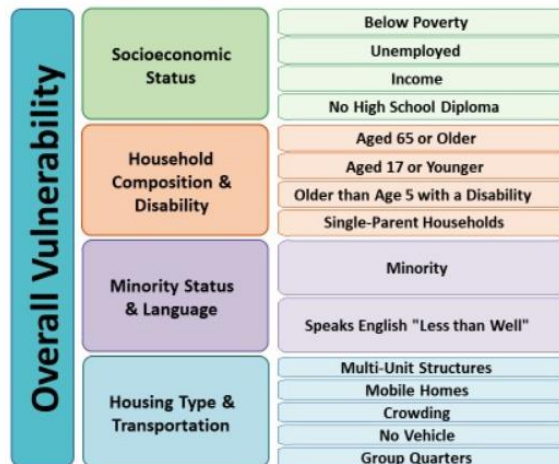 Overall Vulnerability
Socioeconomic
Status
Below Poverty
Unemployed
Income
No High School Diploma
Household
Composition &
Disability
Aged 65 or Older
Aged 17 or Younger
Older than Age 5 with a Disability
Single-Parent Households
Minority Status
& Language
Minority
Speaks English "Less than Well"
Housing Type &
Transportation
Multi-Unit Structures
Mobile Homes
Crowding
No Vehicle
Group Quarters